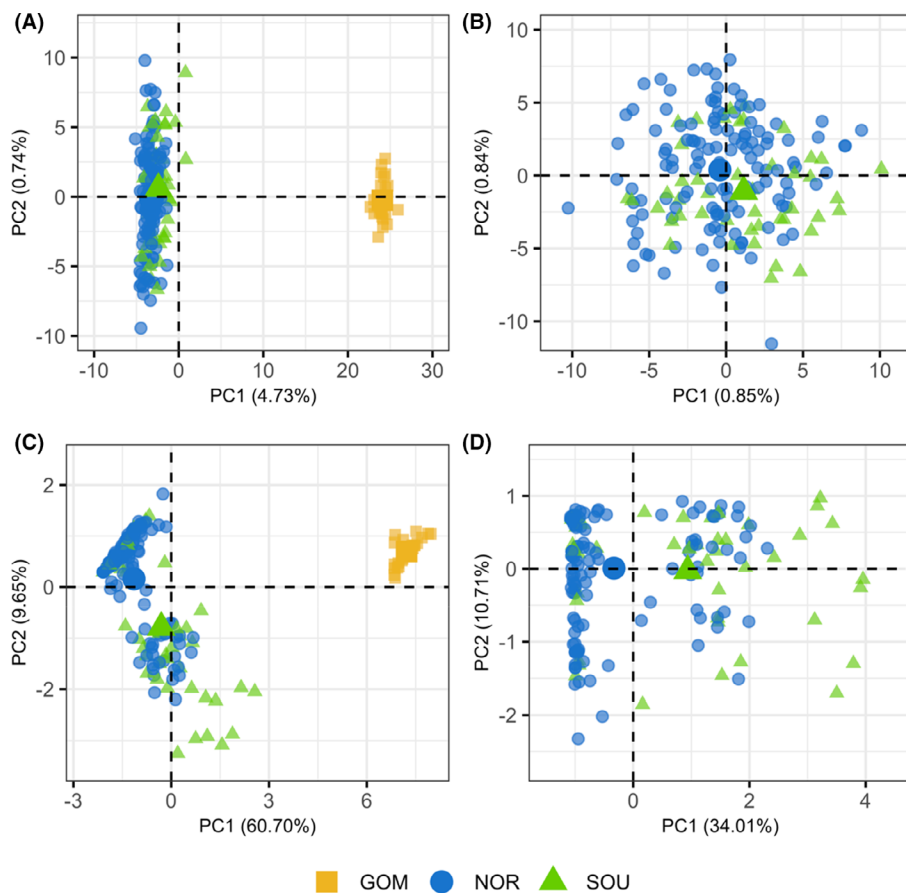 (A)
10
5
0
-5
-10
PC2 (0.74%)
-10 0 10 20 30
PC1 (4.73%)
(B)
10
5
0
-5
-10
PC2 (0.84%)
-10 -5 0 5 10
PC1 (0.85%)
(C)
2
0
-2
PC2 (9.65%)
-3 0 3 6
PC1 (60.70%)
(D)
1
0
-1
-2
PC2 (10.71%)
0 2 4
PC1 (34.01%)
GOM NOR SOU